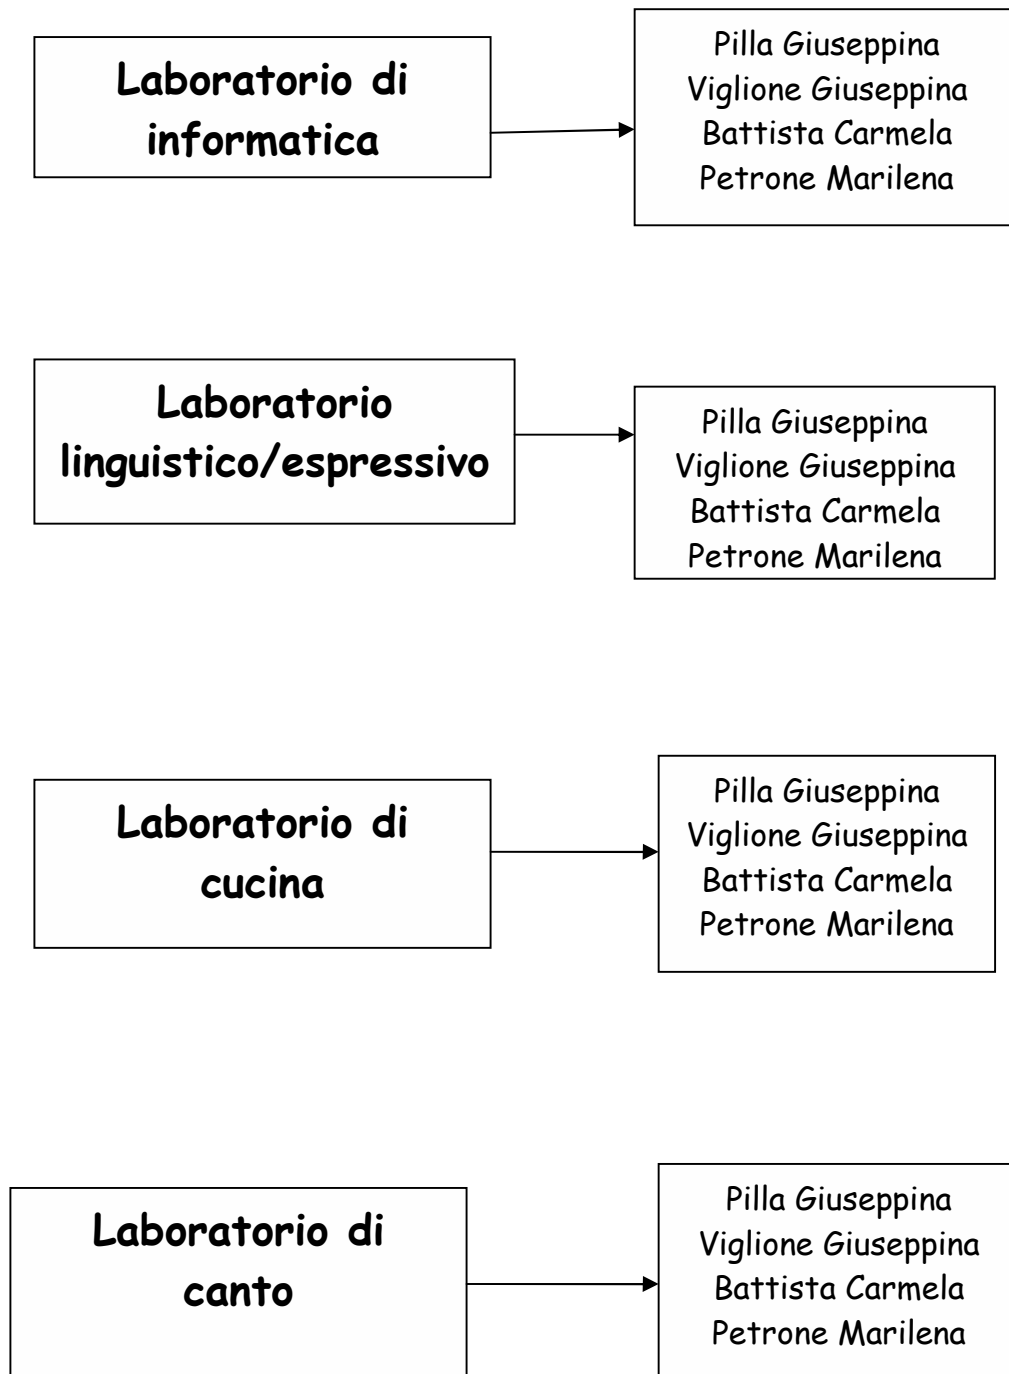 Laboratorio di
informatica
Pilla Giuseppina
Viglione Giuseppina
Battista Carmela
Petrone Marilena
Laboratorio
linguistico/espressivo
Pilla Giuseppina
Viglione Giuseppina
Battista Carmela
Petrone Marilena
Laboratorio di
cucina
Pilla Giuseppina
Viglione Giuseppina
Battista Carmela
Petrone Marilena
Laboratorio di
canto
Pilla Giuseppina
Viglione Giuseppina
Battista Carmela
Petrone Marilena